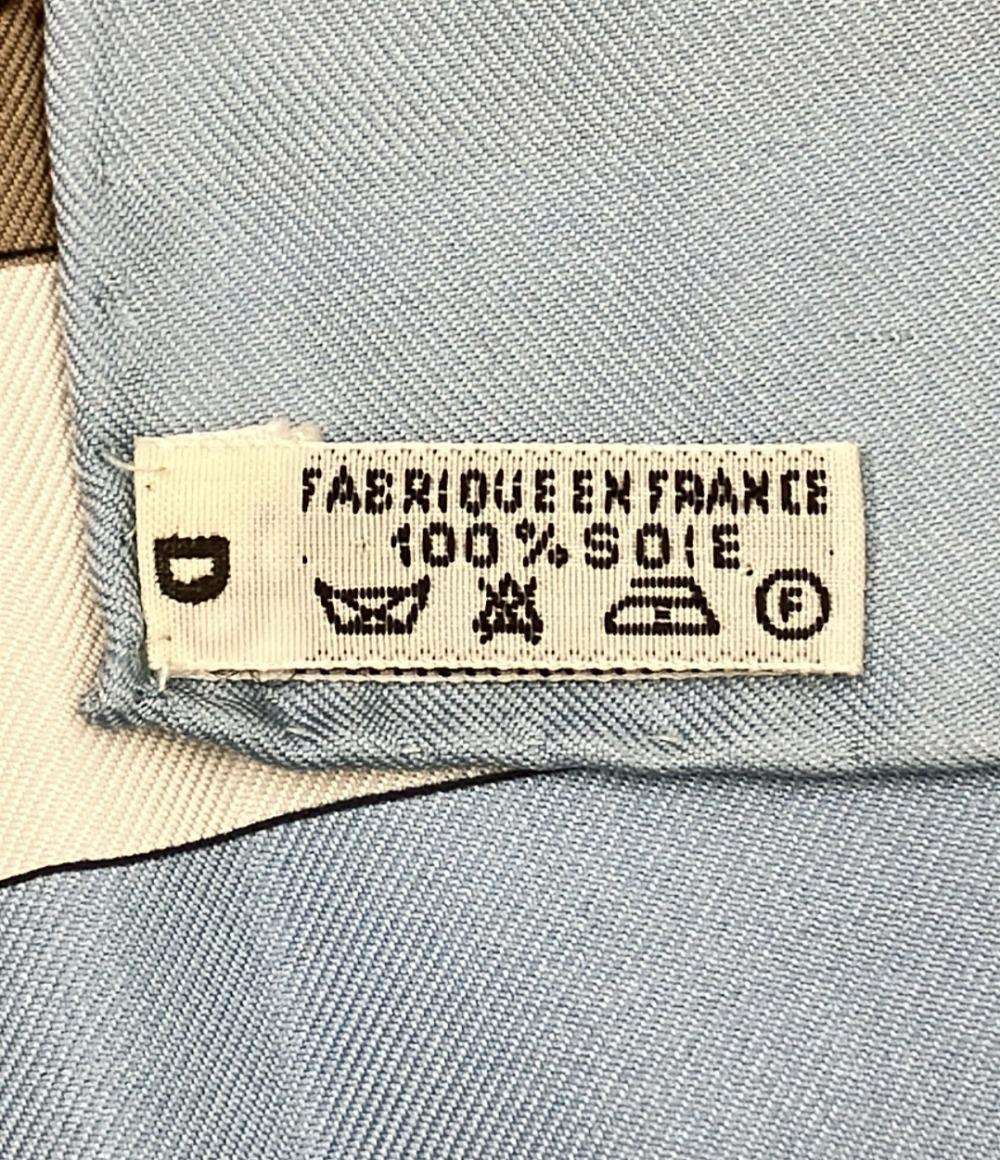 FABRIQUE EN FRANCE
100% SOIE
D
F